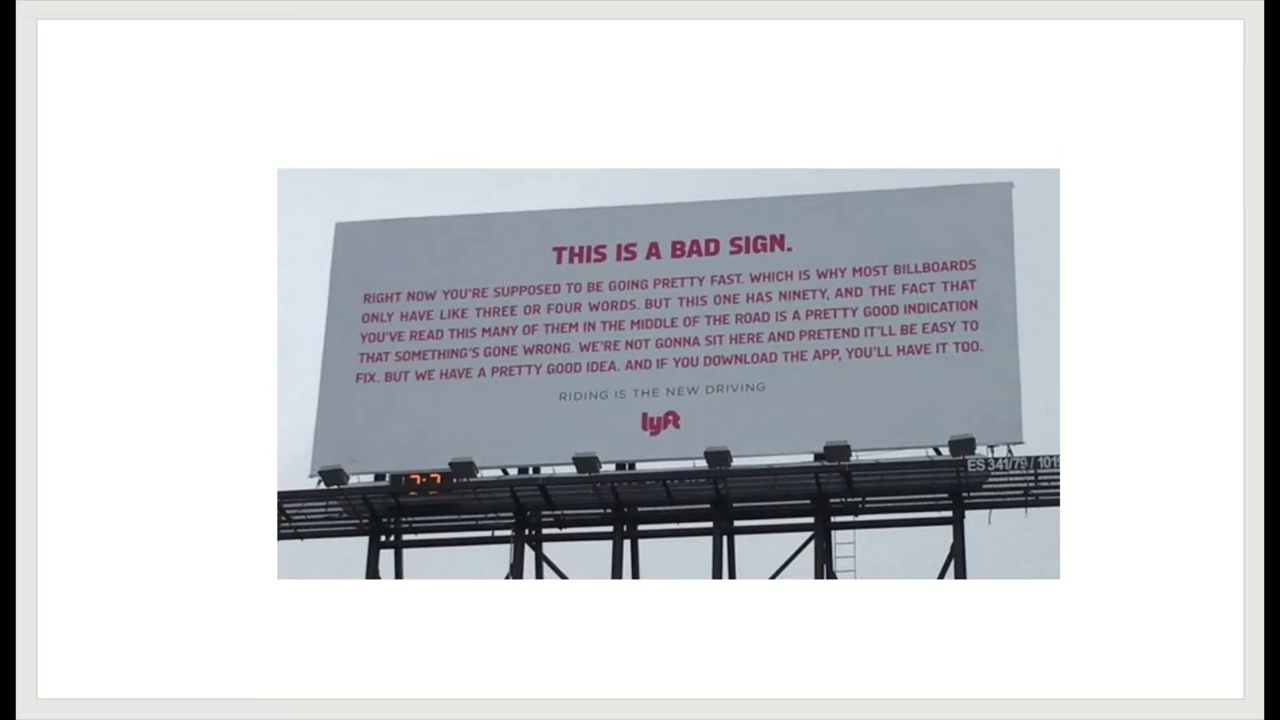 THIS IS A BAD SIGN.
RIGHT NOW YOU'RE SUPPOSED TO BE GOING PRETTY FAST. WHICH IS WHY MOST BILLBOARDS
ONLY HAVE LIKE THREE OR FOUR WORDS. BUT THIS ONE HAS NINETY, AND THE FACT THAT
YOU'VE READ THIS MANY OF THEM IN THE MIDDLE OF THE ROAD IS A PRETTY GOOD INDICATION
THAT SOMETHING'S GONE WRONG. WE'RE NOT GONNA SIT HERE AND PRETEND IT'LL BE EASY TO
FIX. BUT WE HAVE A PRETTY GOOD IDEA. AND IF YOU DOWNLOAD THE APP, YOU'LL HAVE IT TOO.
RIDING IS THE NEW DRIVING
lyft
ES 341/79 / 101